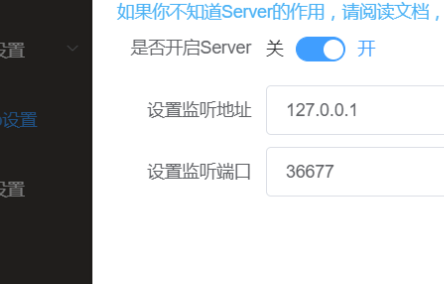 如果你不知道Server的作用，请阅读文档，
设置
是否开启Server 关 开
设置监听地址 127.0.0.1
设置
设置监听端口 36677
设置